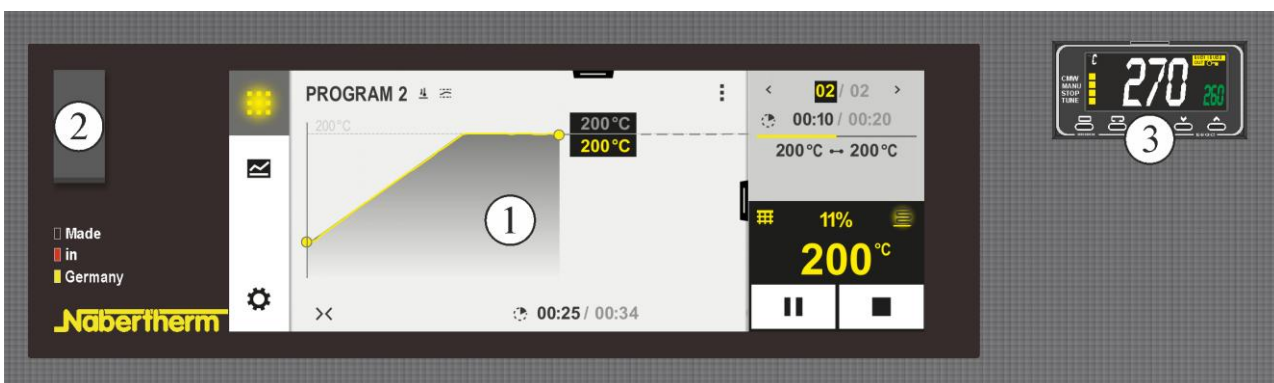 2
Made
in
Germany
Nabertherm
PROGRAM 2
200°C
200°C
200°C
1
00:25 / 00:34
‹ 02 / 02 ›
00:10 / 00:20
200°C ↔ 200°C
11%
200°C
C
270
260
CMW
MANU
STOP
TUNE
3